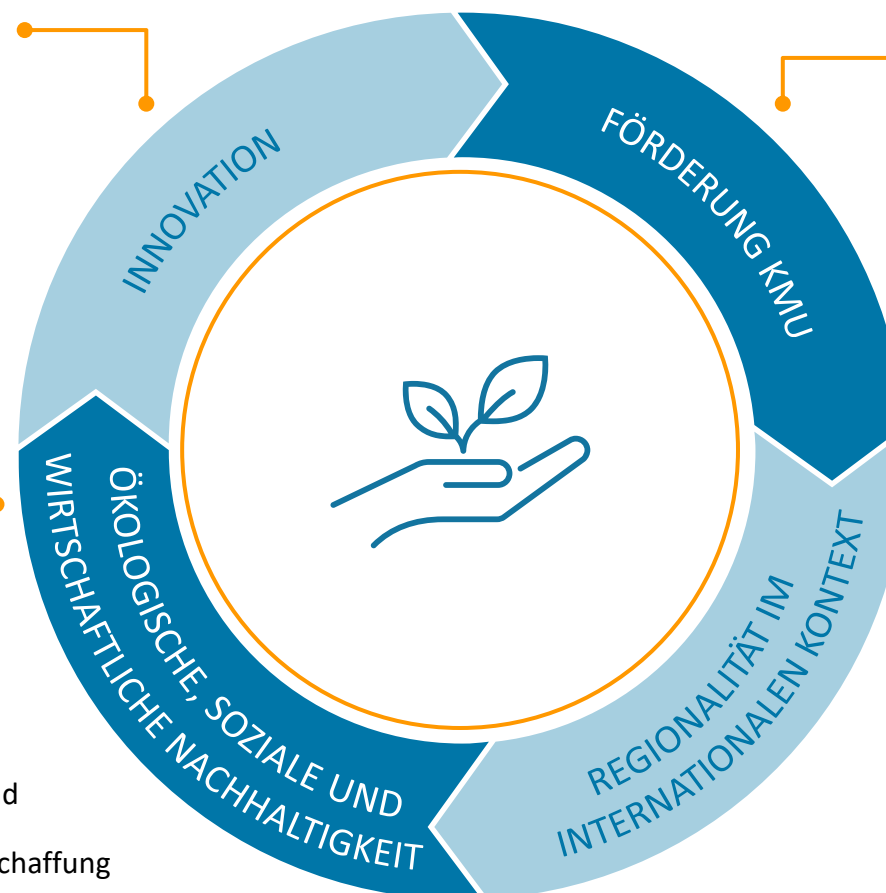 INNOVATION
FÖRDERUNG KMU
REGIONALITÄT IM
INTERNATIONALEN KONTEXT
ÖKOLOGISCHE, SOZIALE UND
WIRTSCHAFTLICHE NACHHALTIGKEIT